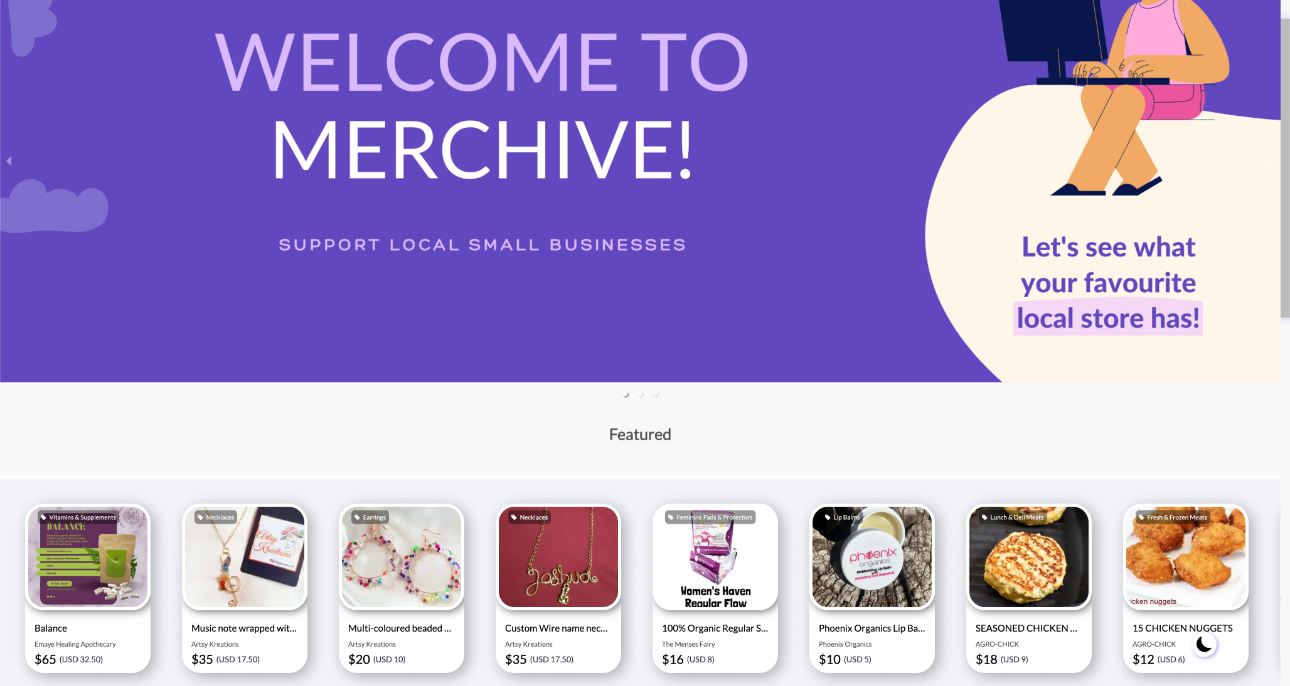 WELCOME TO
MERCHIVE!
SUPPORT LOCAL SMALL BUSINESSES
Let's see what
your favourite
local store has!
Featured
Vitamins & Supplements
BALANCE
Balance
Emaye Healing Apothecary
$65 (USD 32.50)
Necklaces
Artsy
Kreations
Music note wrapped wit...
Artsy Kreations
$35 (USD 17.50)
Earrings
Multi-coloured beaded ...
Artsy Kreations
$20 (USD 10)
Necklaces
Joshua
Custom Wire name nec...
Artsy Kreations
$35 (USD 17.50)
Feminine Pads & Protectors
Women's Haven
Regular Flow
100% Organic Regular S...
The Menses Fairy
$16 (USD 8)
Lip Balms
phoenix
organics
Phoenix Organics Lip Ba...
Phoenix Organics
$10 (USD 5)
Lunch & Deli Meats
SEASONED CHICKEN ...
AGRO-CHICK
$18 (USD 9)
Fresh & Frozen Meats
icken nuggets
15 CHICKEN NUGGETS
AGRO-CHICK
$12 (USD 6)